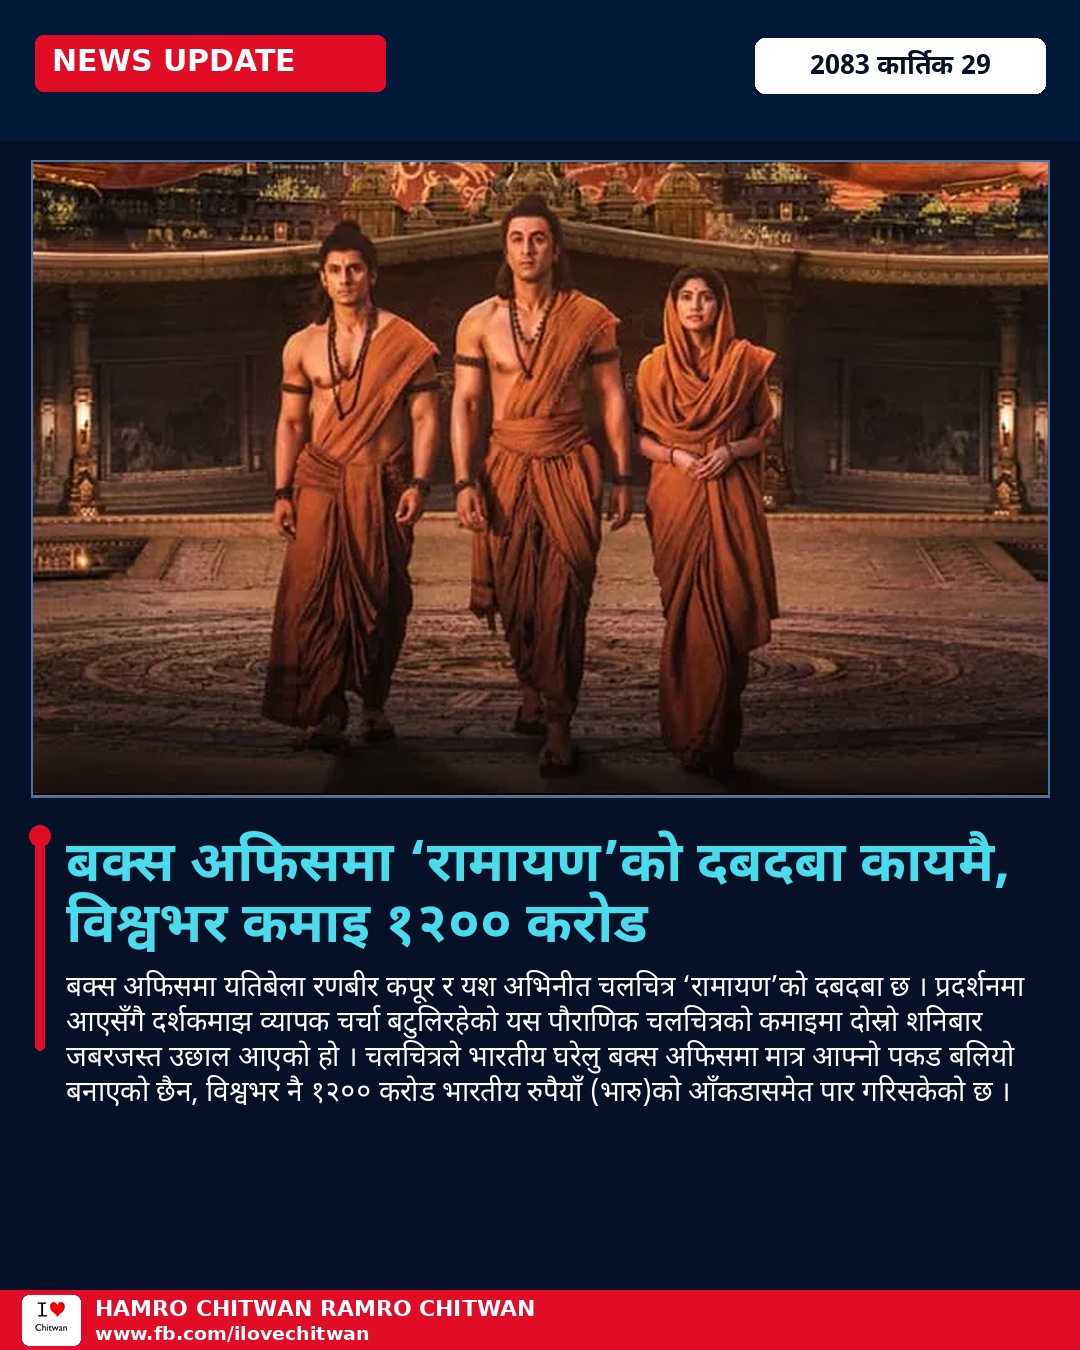 NEWS UPDATE
2083 कार्तिक 29
बक्स अफिसमा ‘रामायण’को दबदबा कायमै,
विश्वभर कमाइ १२०० करोड
बक्स अफिसमा यतिबेला रणबीर कपूर र यश अभिनीत चलचित्र ‘रामायण’को दबदबा छ । प्रदर्शनमा
आएसँगै दर्शकमाझ व्यापक चर्चा बटुलिरहेको यस पौराणिक चलचित्रको कमाइमा दोस्रो शनिबार
जबरजस्त उछाल आएको हो । चलचित्रले भारतीय घरेलु बक्स अफिसमा मात्र आफ्नो पकड बलियो
बनाएको छैन, विश्वभर नै १२०० करोड भारतीय रुपैयाँ (भारु)को आँकडासमेत पार गरिसकेको छ ।
I♥
Chitwan
HAMRO CHITWAN RAMRO CHITWAN
www.fb.com/ilovechitwan